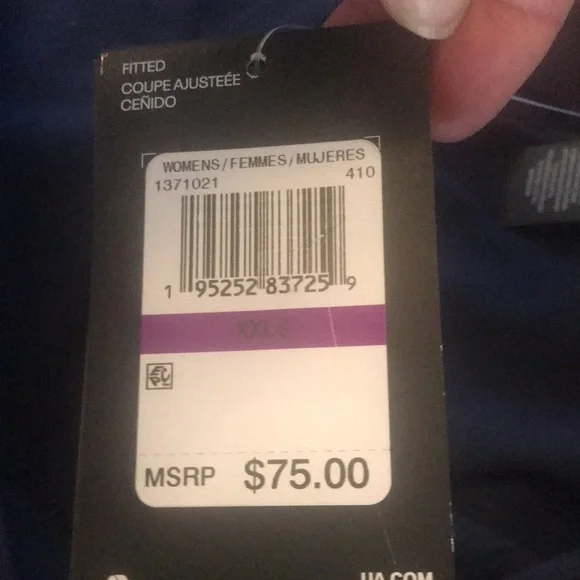 FITTED
COUPE AJUSTEÉE
CEÑIDO
WOMENS/FEMMES/MUJERES
1371021 410
1 95252 83725 9
MSRP $75.00
UA.COM